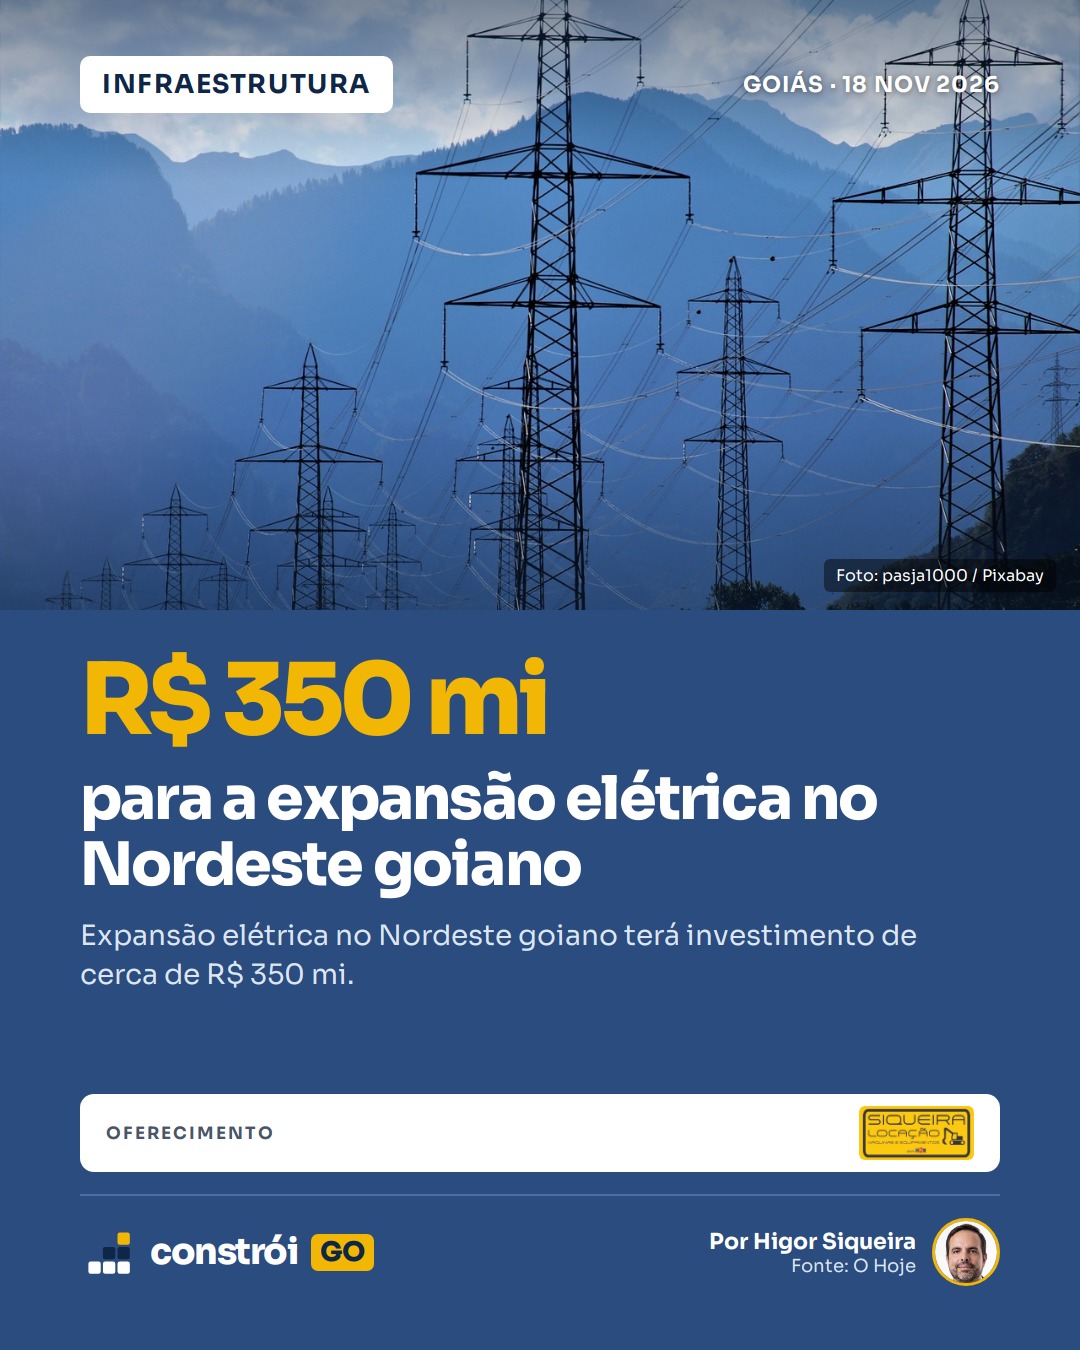 INFRAESTRUTURA
GOIÁS · 18 NOV 2026
Foto: pasja1000 / Pixabay
R$ 350 mi
para a expansão elétrica no
Nordeste goiano
Expansão elétrica no Nordeste goiano terá investimento de
cerca de R$ 350 mi.
OFERECIMENTO
SIQUEIRA
LOCAÇÃO
MÁQUINAS E EQUIPAMENTOS
constrói GO
Por Higor Siqueira
Fonte: O Hoje